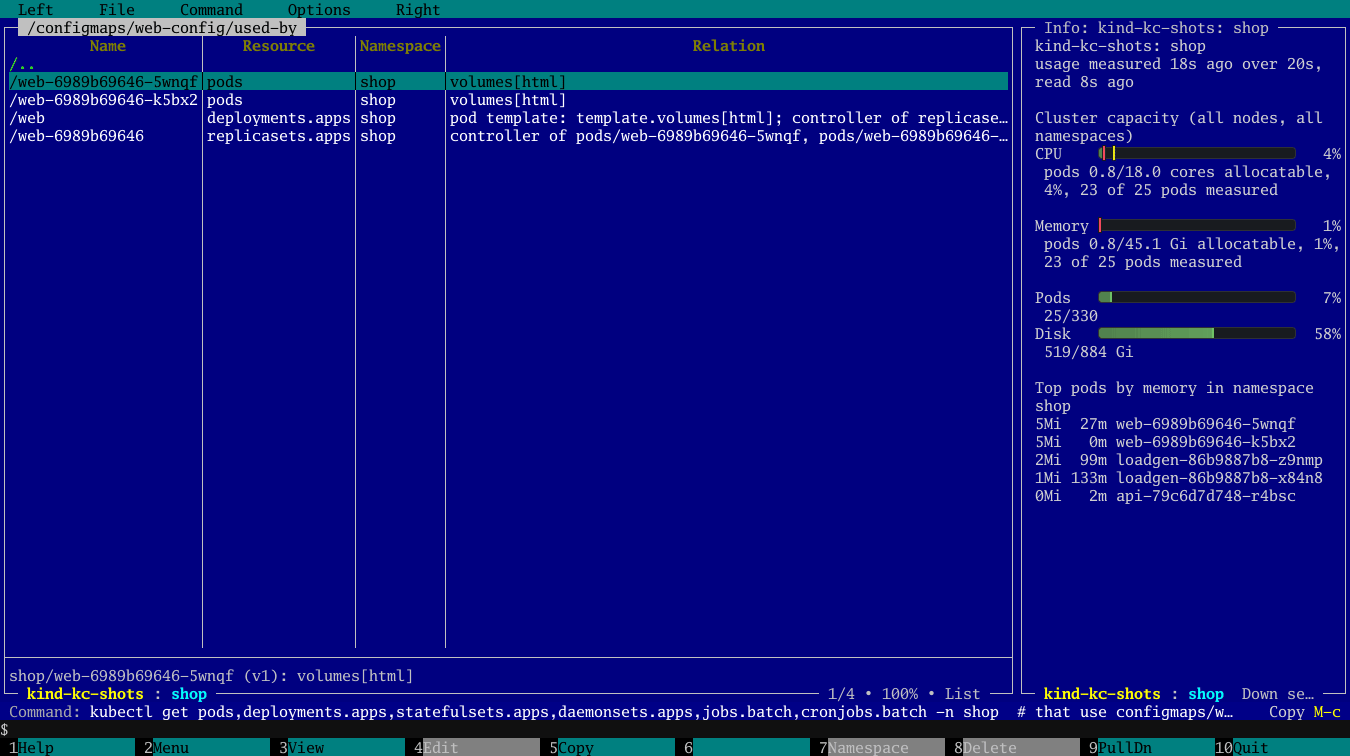 Left File Command Options Right
/configmaps/web-config/used-by
Name Resource Namespace Relation
/..
/web-6989b69646-5wnqf pods shop volumes[html]
/web-6989b69646-k5bx2 pods shop volumes[html]
/web deployments.apps shop pod template: template.volumes[html]; controller of replicase…
/web-6989b69646 replicasets.apps shop controller of pods/web-6989b69646-5wnqf, pods/web-6989b69646-…
shop/web-6989b69646-5wnqf (v1): volumes[html]
kind-kc-shots : shop 1/4 • 100% • List
Info: kind-kc-shots: shop
kind-kc-shots: shop
usage measured 18s ago over 20s,
read 8s ago
Cluster capacity (all nodes, all
namespaces)
CPU 4%
pods 0.8/18.0 cores allocatable,
4%, 23 of 25 pods measured
Memory 1%
pods 0.8/45.1 Gi allocatable, 1%,
23 of 25 pods measured
Pods 7%
25/330
Disk 58%
519/884 Gi
Top pods by memory in namespace
shop
5Mi 27m web-6989b69646-5wnqf
5Mi 0m web-6989b69646-k5bx2
2Mi 99m loadgen-86b9887b8-z9nmp
1Mi 133m loadgen-86b9887b8-x84n8
0Mi 2m api-79c6d7d748-r4bsc
kind-kc-shots : shop Down se…
Command: kubectl get pods,deployments.apps,statefulsets.apps,daemonsets.apps,jobs.batch,cronjobs.batch -n shop # that use configmaps/w… Copy M-c
$
1Help 2Menu 3View 4Edit 5Copy 6 7Namespace 8Delete 9PullDn 10Quit